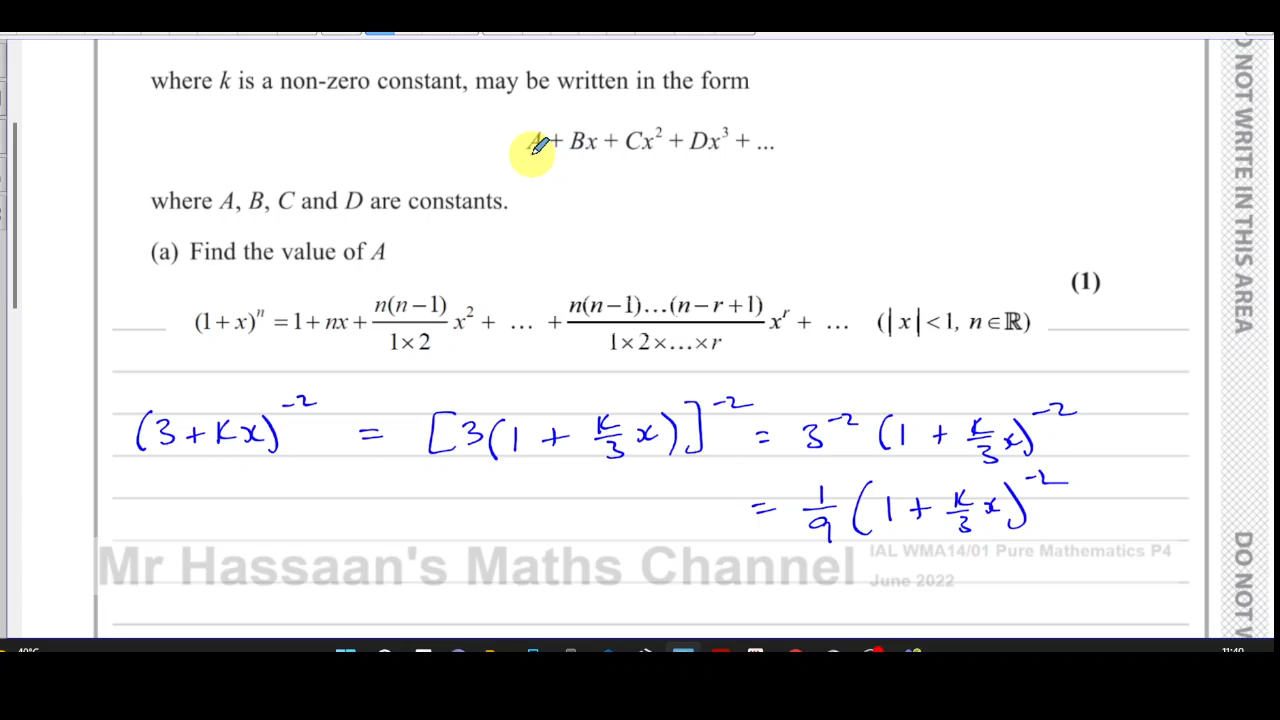 where k is a non-zero constant, may be written in the form
A + Bx + Cx² + Dx³ + ...
where A, B, C and D are constants.
(a) Find the value of A
(1)
(1+x)ⁿ = 1 + nx + n(n−1)/1×2 x² + ... + n(n−1)...(n−r+1)/1×2×...×r xʳ + ... (|x| < 1, n ∈ ℝ)
(3+kx)⁻² = [3(1 + k/3 x)]⁻² = 3⁻² (1 + k/3 x)⁻²
= 1/9 (1 + k/3 x)⁻²
Mr Hassaan's Maths Channel
IAL WMA14/01 Pure Mathematics P4
June 2022
DO NOT WRITE IN THIS AREA
DO NOT
40°C
11:40